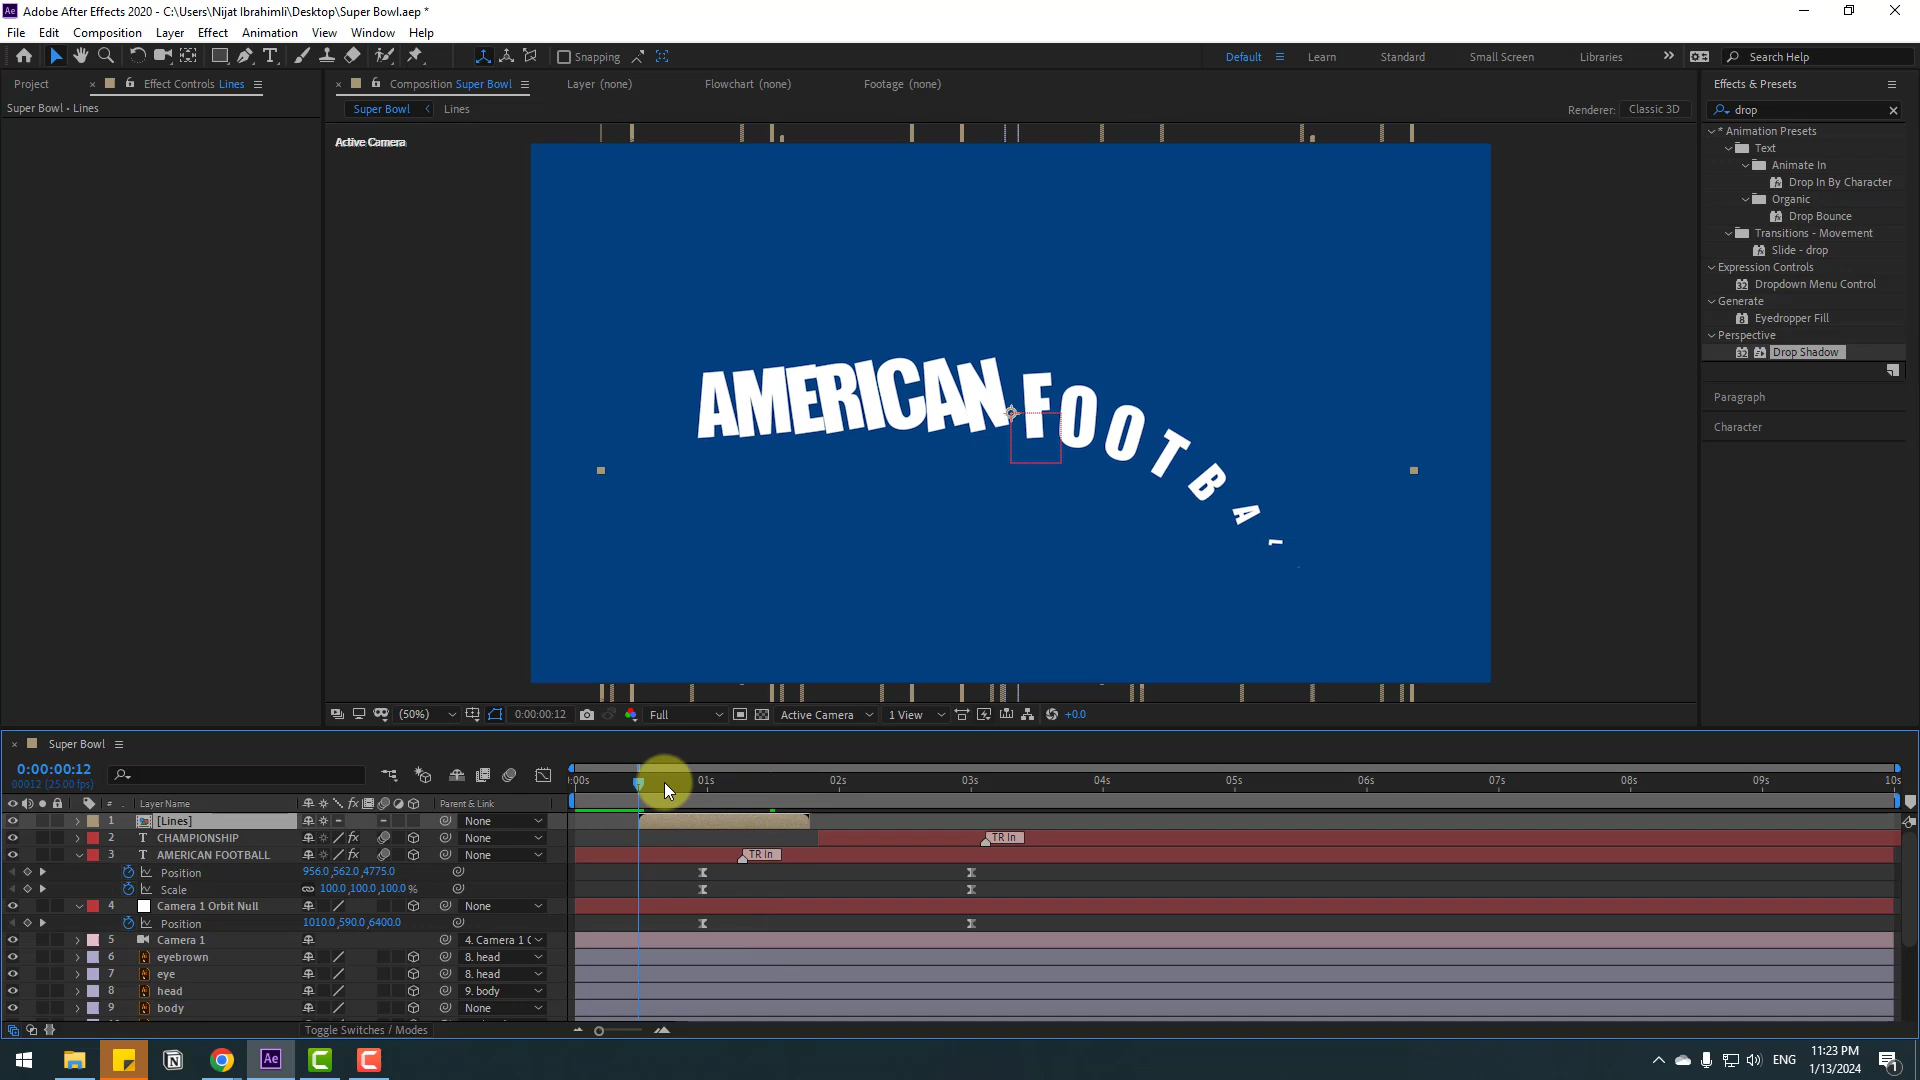 Adobe After Effects 2020 - C:\Users\Nijat Ibrahimli\Desktop\Super Bowl.aep *
File Edit Composition Layer Effect Animation View Window Help
Snapping
Default Learn Standard Small Screen Libraries Search Help
Project Effect Controls Lines
Super Bowl • Lines
Composition Super Bowl Layer (none) Flowchart (none) Footage (none)
Super Bowl Lines
Renderer: Classic 3D
Active Camera
AMERICAN FOOTBAL
(50%) 0:00:00:12 Full Active Camera 1 View +0.0
Effects & Presets
drop
* Animation Presets
Text
Animate In
Drop In By Character
Organic
Drop Bounce
Transitions - Movement
Slide - drop
Expression Controls
Dropdown Menu Control
Generate
Eyedropper Fill
Perspective
Drop Shadow
Paragraph
Character
Super Bowl
0:00:00:12
00012 (25.00 fps)
:00s 01s 02s 03s 04s 05s 06s 07s 08s 09s 10s
# Layer Name Parent & Link
1 [Lines] None
2 T CHAMPIONSHIP None TR In
3 T AMERICAN FOOTBALL None TR In
Position 956.0,562.0,4775.0
Scale 100.0,100.0,100.0 %
4 Camera 1 Orbit Null None
Position 1010.0,590.0,6400.0
5 Camera 1 4. Camera 1 O
6 eyebrown 8. head
7 eye 8. head
8 head 9. body
9 body None
Toggle Switches / Modes
ENG
11:23 PM
1/13/2024
1